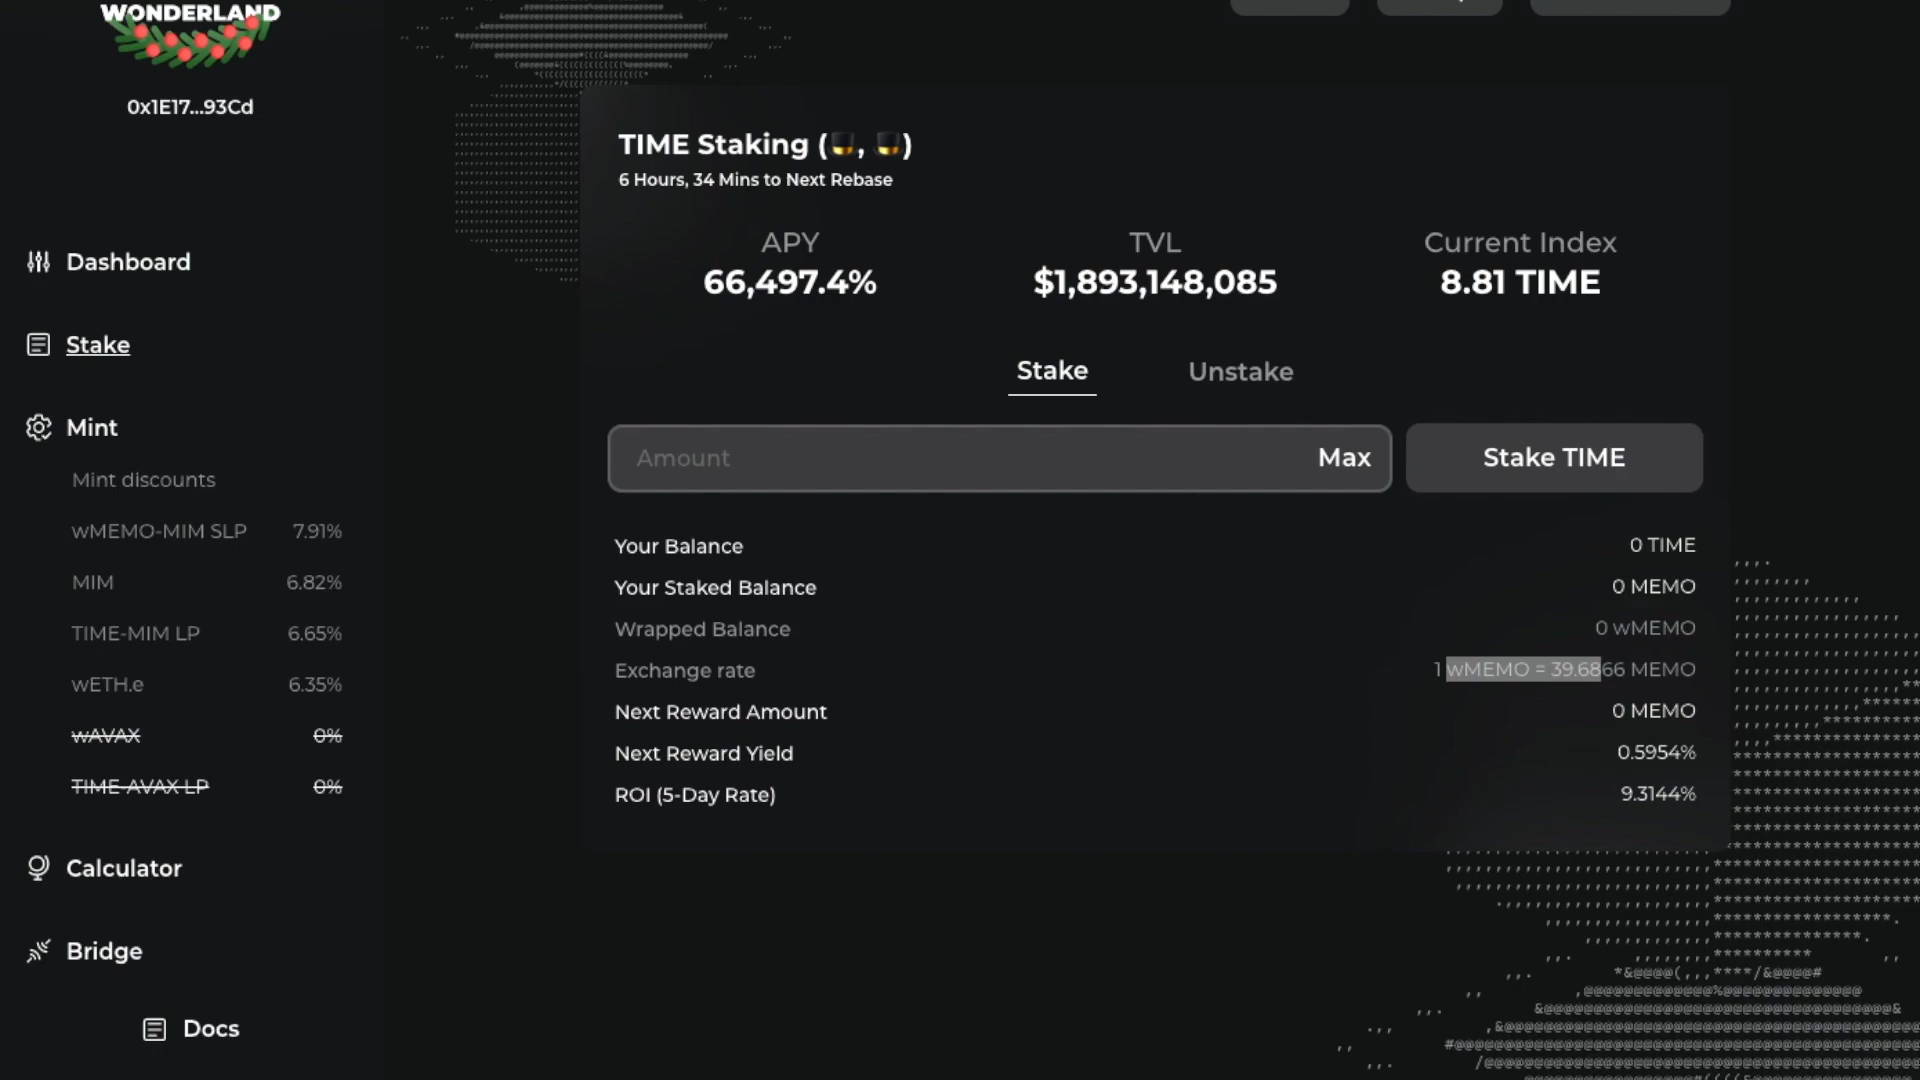 WONDERLAND
0x1E17...93Cd
Dashboard
Stake
Mint
Mint discounts
wMEMO-MIM SLP 7.91%
MIM 6.82%
TIME-MIM LP 6.65%
wETH.e 6.35%
wAVAX 0%
TIME-AVAX LP 0%
Calculator
Bridge
Docs
TIME Staking (🎩, 🎩)
6 Hours, 34 Mins to Next Rebase
APY TVL Current Index
66,497.4% $1,893,148,085 8.81 TIME
Stake Unstake
Amount Max Stake TIME
Your Balance 0 TIME
Your Staked Balance 0 MEMO
Wrapped Balance 0 wMEMO
Exchange rate 1 wMEMO = 39.6866 MEMO
Next Reward Amount 0 MEMO
Next Reward Yield 0.5954%
ROI (5-Day Rate) 9.3144%